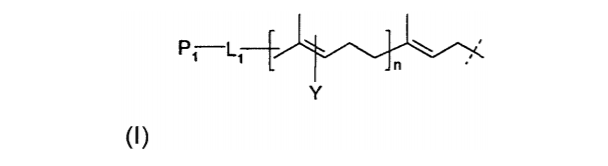 P₁ L₁ n
Y
(I)